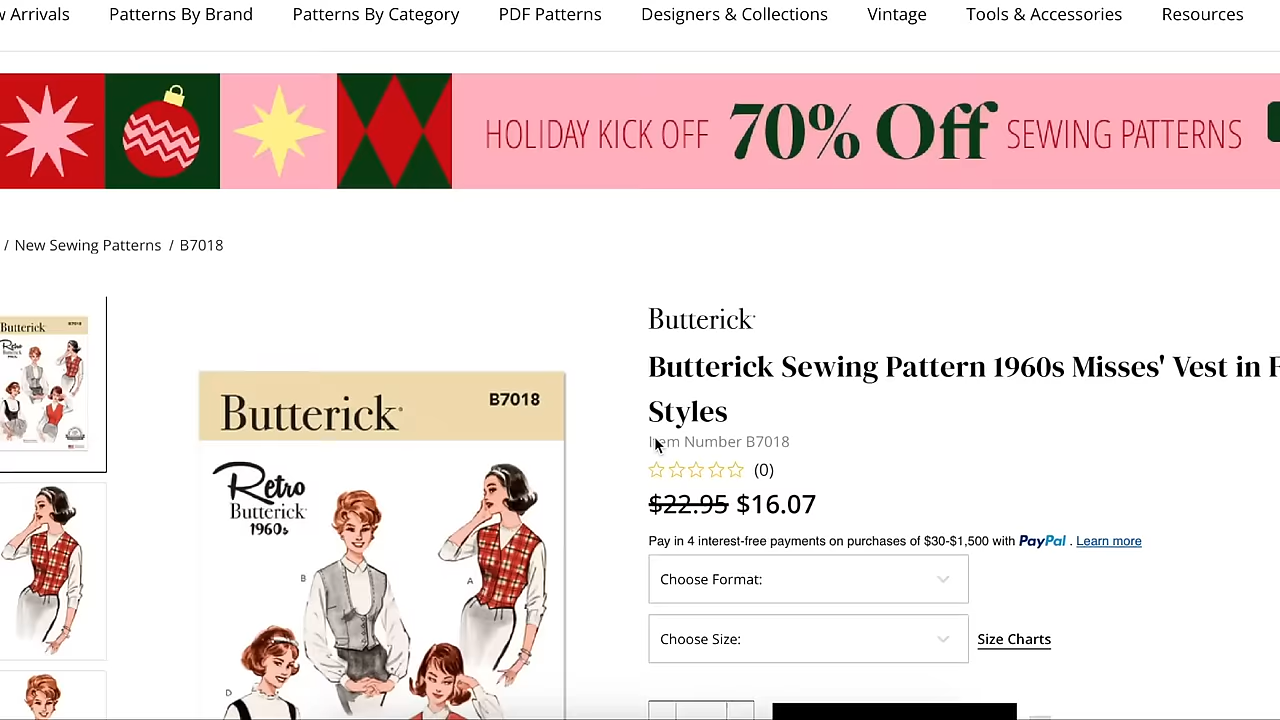 w Arrivals Patterns By Brand Patterns By Category PDF Patterns Designers & Collections Vintage Tools & Accessories Resources
HOLIDAY KICK OFF 70% Off SEWING PATTERNS
/ New Sewing Patterns / B7018
Butterick
B7018
Retro
Butterick
Butterick
B7018
Retro
Butterick
1960s
B
A
D
Butterick
Butterick Sewing Pattern 1960s Misses' Vest in F
Styles
Item Number B7018
(0)
$22.95 $16.07
Pay in 4 interest-free payments on purchases of $30-$1,500 with PayPal . Learn more
Choose Format:
Choose Size: Size Charts